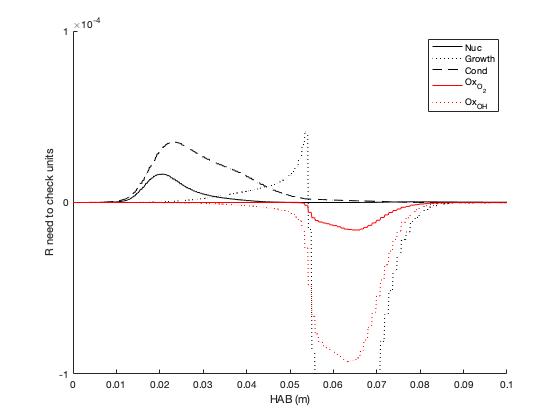 ×10⁻⁴
1
0
-1
R need to check units
0
0.01
0.02
0.03
0.04
0.05
0.06
0.07
0.08
0.09
0.1
HAB (m)
Nuc
Growth
Cond
Ox_O₂
Ox_OH